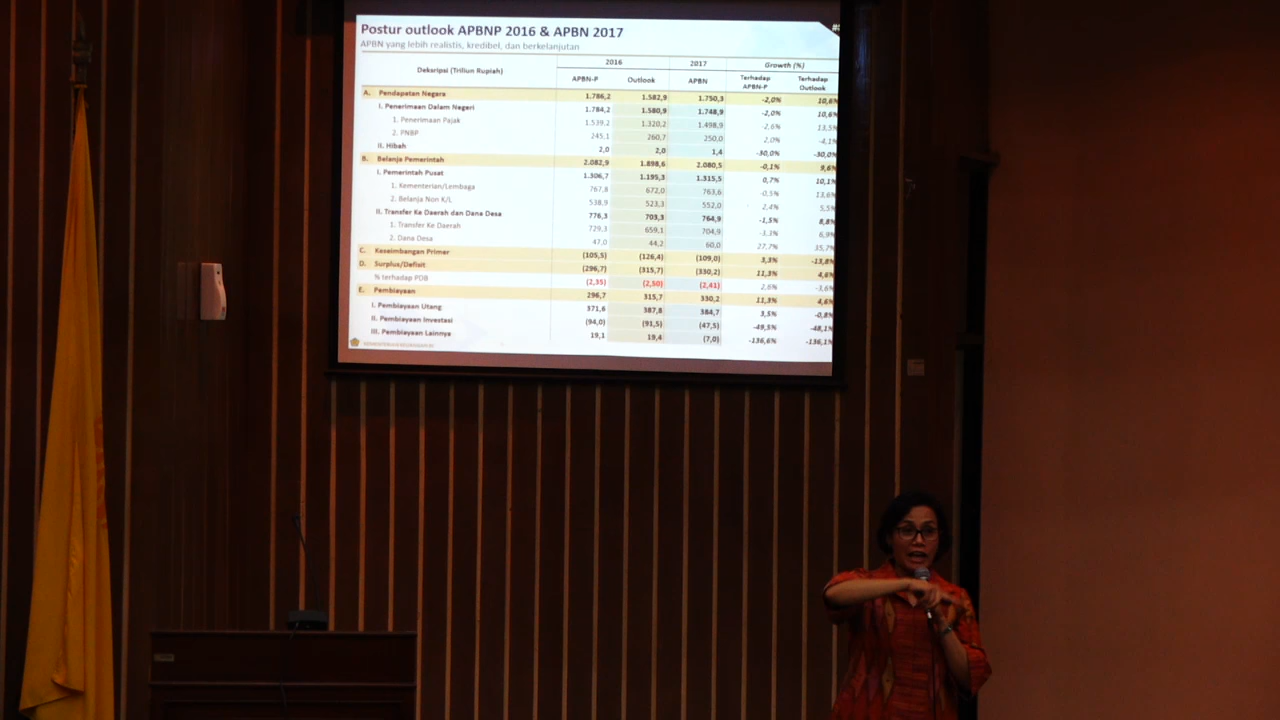 Postur outlook APBNP 2016 & APBN 2017
APBN yang lebih realistis, kredibel, dan berkelanjutan
Deksripsi (Triliun Rupiah) 2016 2017 Growth (%)
APBN-P Outlook APBN Terhadap APBN-P Terhadap Outlook
A. Pendapatan Negara 1.786,2 1.582,9 1.750,3 -2,0% 10,6%
I. Penerimaan Dalam Negeri 1.784,2 1.580,9 1.748,9 -2,0% 10,6%
1. Penerimaan Pajak 1.539,2 1.320,2 1.498,9 -2,6% 13,5%
2. PNBP 245,1 260,7 250,0 2,0% -4,1%
II. Hibah 2,0 2,0 1,4 -30,0% -30,0%
B. Belanja Pemerintah 2.082,9 1.898,6 2.080,5 -0,1% 9,6%
I. Pemerintah Pusat 1.306,7 1.195,3 1.315,5 0,7% 10,1%
1. Kementerian/Lembaga 767,8 672,0 763,6 -0,5% 13,6%
2. Belanja Non K/L 538,9 523,3 552,0 2,4% 5,5%
II. Transfer Ke Daerah dan Dana Desa 776,3 703,3 764,9 -1,5% 8,8%
1. Transfer Ke Daerah 729,3 659,1 704,9 -3,3% 6,9%
2. Dana Desa 47,0 44,2 60,0 27,7% 35,7%
C. Keseimbangan Primer (105,5) (126,4) (109,0) 3,3% -13,8%
D. Surplus/Defisit (296,7) (315,7) (330,2) 11,3% 4,6%
% terhadap PDB (2,35) (2,50) (2,41) 2,6% -3,6%
E. Pembiayaan 296,7 315,7 330,2 11,3% 4,6%
I. Pembiayaan Utang 371,6 387,8 384,7 3,5% -0,8%
II. Pembiayaan Investasi (94,0) (91,5) (47,5) -49,5% -48,1%
III. Pembiayaan Lainnya 19,1 19,4 (7,0) -136,6% -136,1%